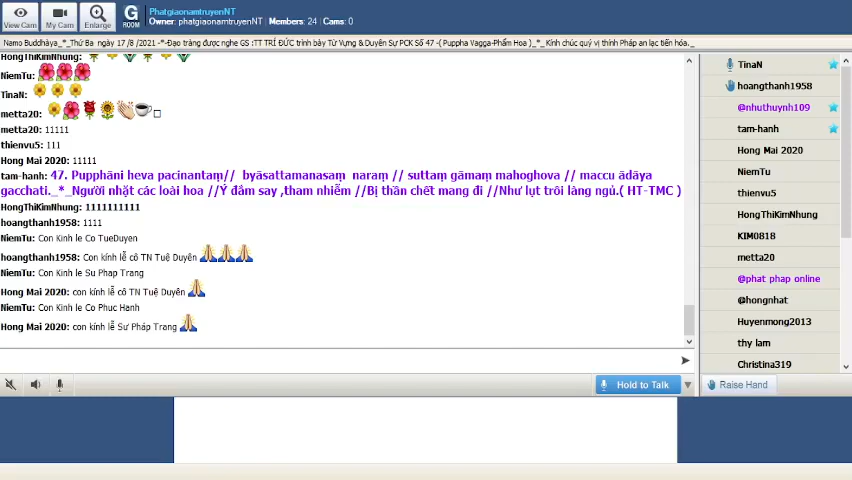 PhatgiaonamtruyenNT
Owner: phatgiaonamtruyenNT | Members: 24 | Cams: 0
View Cam
My Cam
Enlarge
G
ROOM
Namo Buddhàya_*_Thứ Ba ngày 17 /8 /2021 -*-Đạo tràng được nghe GS :TT TRÍ ĐỨC trình bày Từ Vựng & Duyên Sự PCK Số 47 -( Puppha Vagga-Phẩm Hoa )_*_ Kính chúc quý vị thính Pháp an lạc tiến hóa._
HongThiKimNhung:
NiemTu:
TinaN:
metta20:
metta20: 11111
thienvu5: 111
Hong Mai 2020: 11111
tam-hanh: 47. Pupphāni heva pacinantaṃ// byāsattamanasaṃ naraṃ // suttaṃ gāmaṃ mahoghova // maccu ādāya
gacchati._*_Người nhặt các loài hoa //Ý đắm say ,tham nhiễm //Bị thần chết mang đi //Như lụt trôi làng ngủ.( HT-TMC )
HongThiKimNhung: 1111111111
hoangthanh1958: 1111
NiemTu: Con Kinh le Co TueDuyen
hoangthanh1958: Con kính lễ cô TN Tuệ Duyên
NiemTu: Con Kinh le Su Phap Trang
Hong Mai 2020: con kính lễ cô TN Tuệ Duyên
NiemTu: Con Kinh le Co Phuc Hanh
Hong Mai 2020: con kính lễ Sư Pháp Trang
Hold to Talk
Raise Hand
TinaN
hoangthanh1958
@nhuthuynh109
tam-hanh
Hong Mai 2020
NiemTu
thienvu5
HongThiKimNhung
KIM0818
metta20
@phat phap online
@hongnhat
Huyenmong2013
thy lam
Christina319